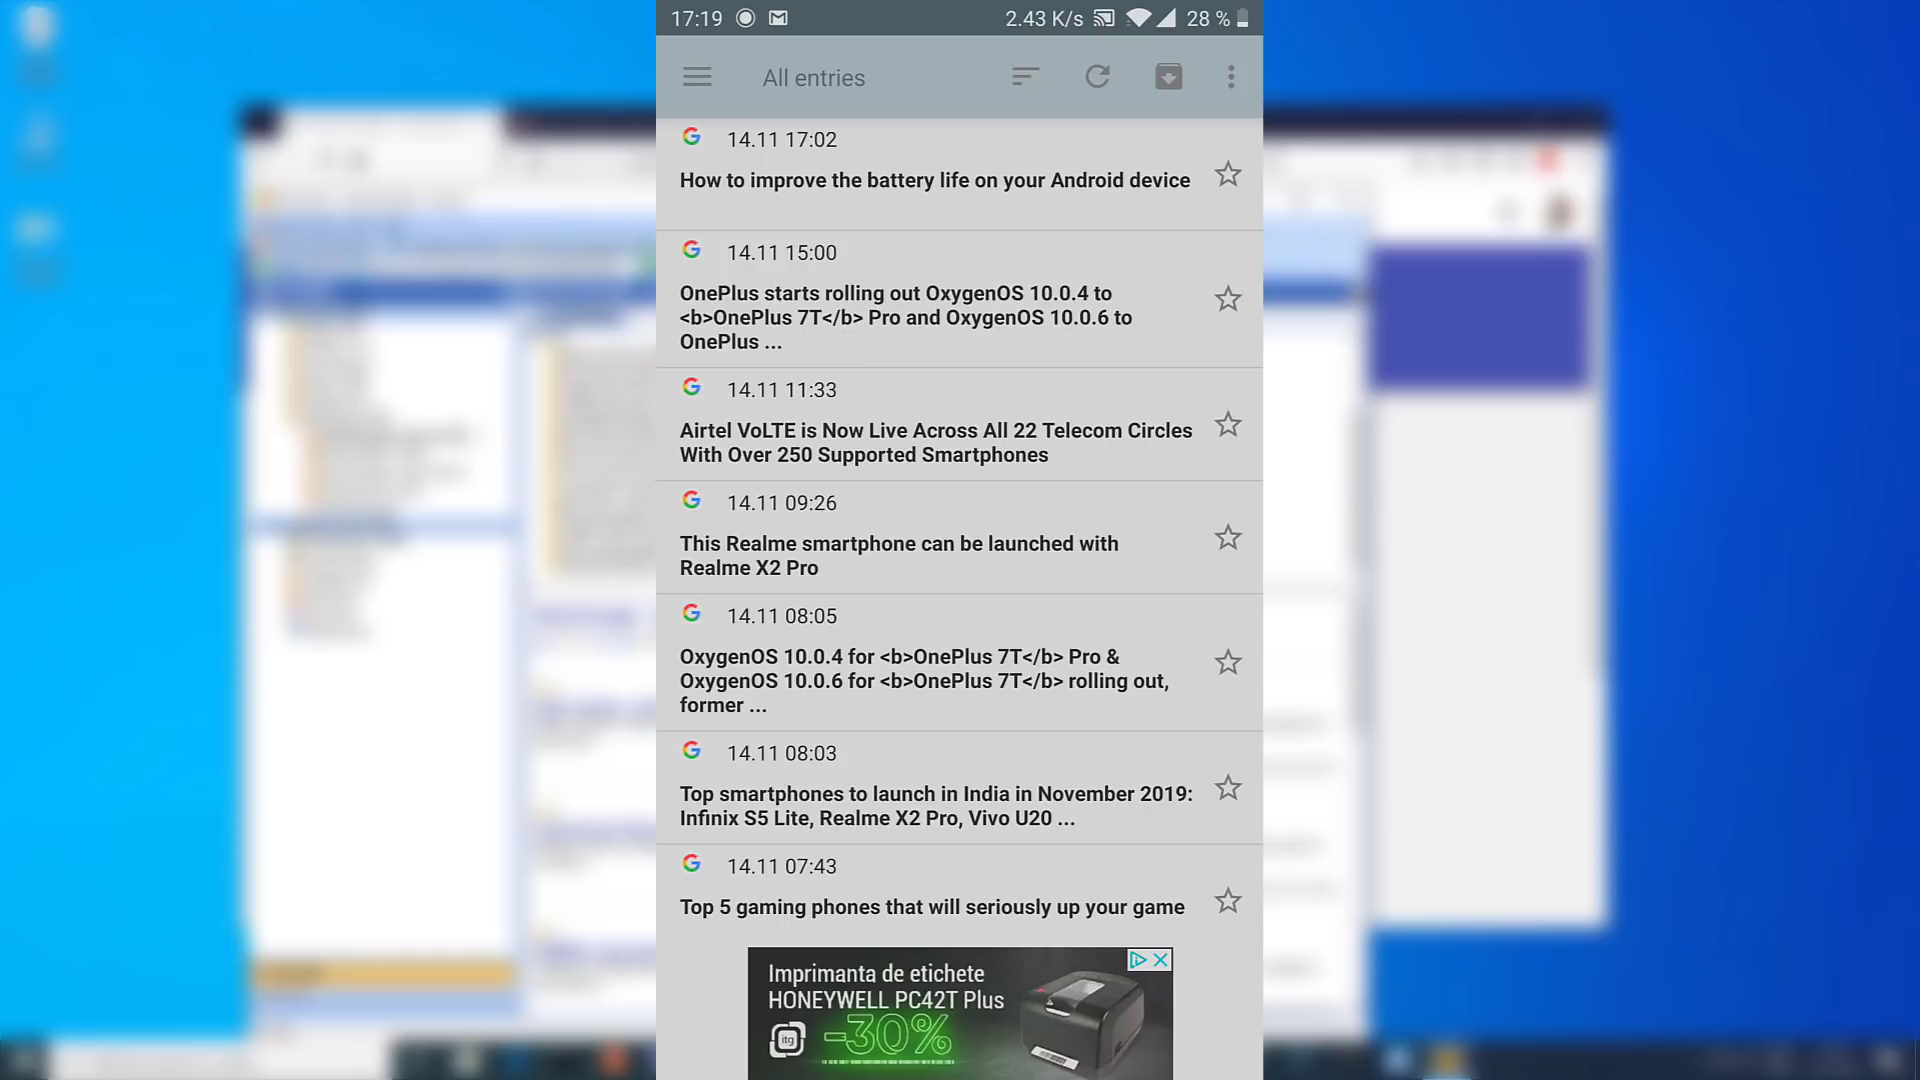 17:19 2.43 K/s 28 %
All entries
14.11 17:02
How to improve the battery life on your Android device
14.11 15:00
OnePlus starts rolling out OxygenOS 10.0.4 to
<b>OnePlus 7T</b> Pro and OxygenOS 10.0.6 to
OnePlus ...
14.11 11:33
Airtel VoLTE is Now Live Across All 22 Telecom Circles
With Over 250 Supported Smartphones
14.11 09:26
This Realme smartphone can be launched with
Realme X2 Pro
14.11 08:05
OxygenOS 10.0.4 for <b>OnePlus 7T</b> Pro &
OxygenOS 10.0.6 for <b>OnePlus 7T</b> rolling out,
former ...
14.11 08:03
Top smartphones to launch in India in November 2019:
Infinix S5 Lite, Realme X2 Pro, Vivo U20 ...
14.11 07:43
Top 5 gaming phones that will seriously up your game
Imprimanta de etichete
HONEYWELL PC42T Plus
itg -30%